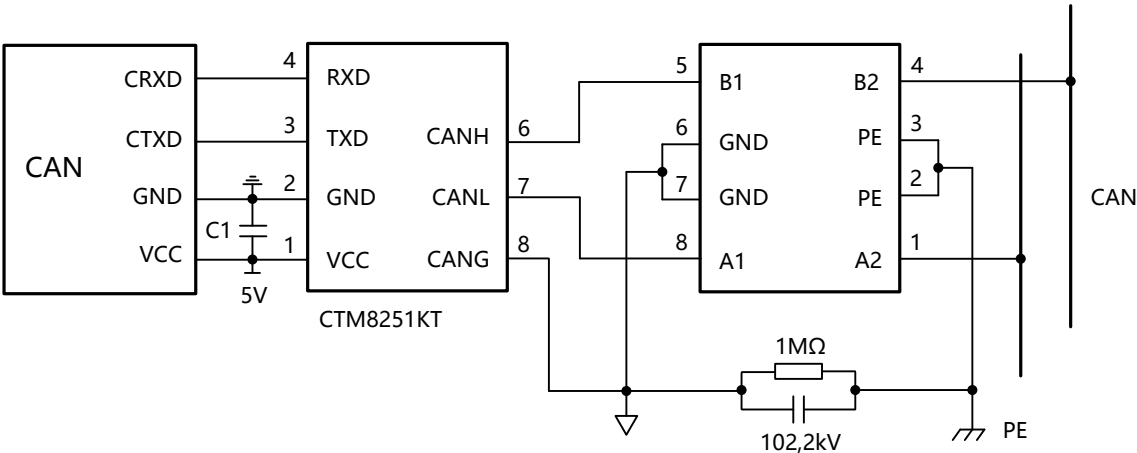 CAN
CRXD
CTXD
GND
VCC
C1
5V
4
3
2
1
RXD
TXD
GND
VCC
CANH
CANL
CANG
CTM8251KT
6
7
8
5
6
7
8
B1
GND
GND
A1
B2
PE
PE
A2
4
3
2
1
CAN
1MΩ
102,2kV
PE